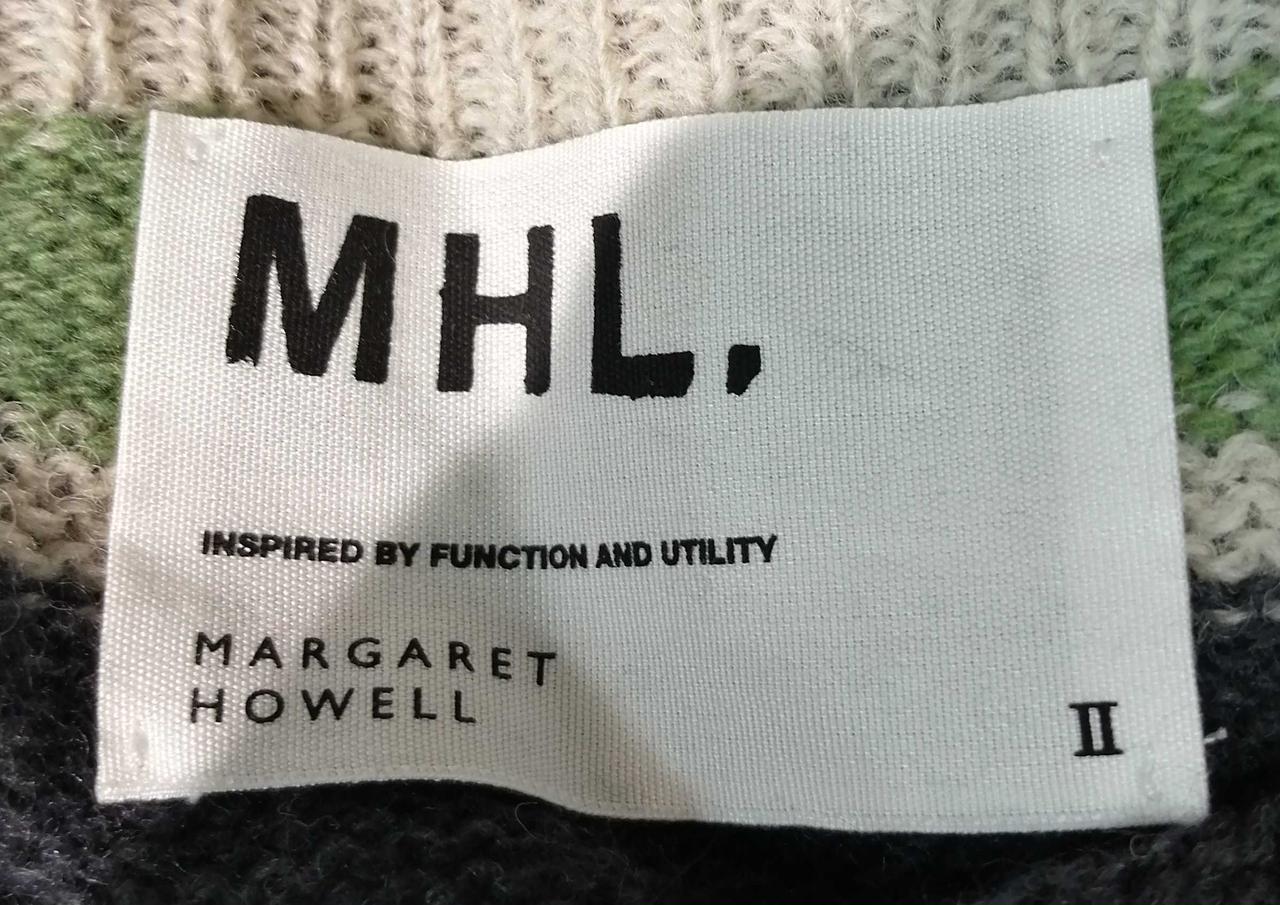 MHL.
INSPIRED BY FUNCTION AND UTILITY
MARGARET
HOWELL
II